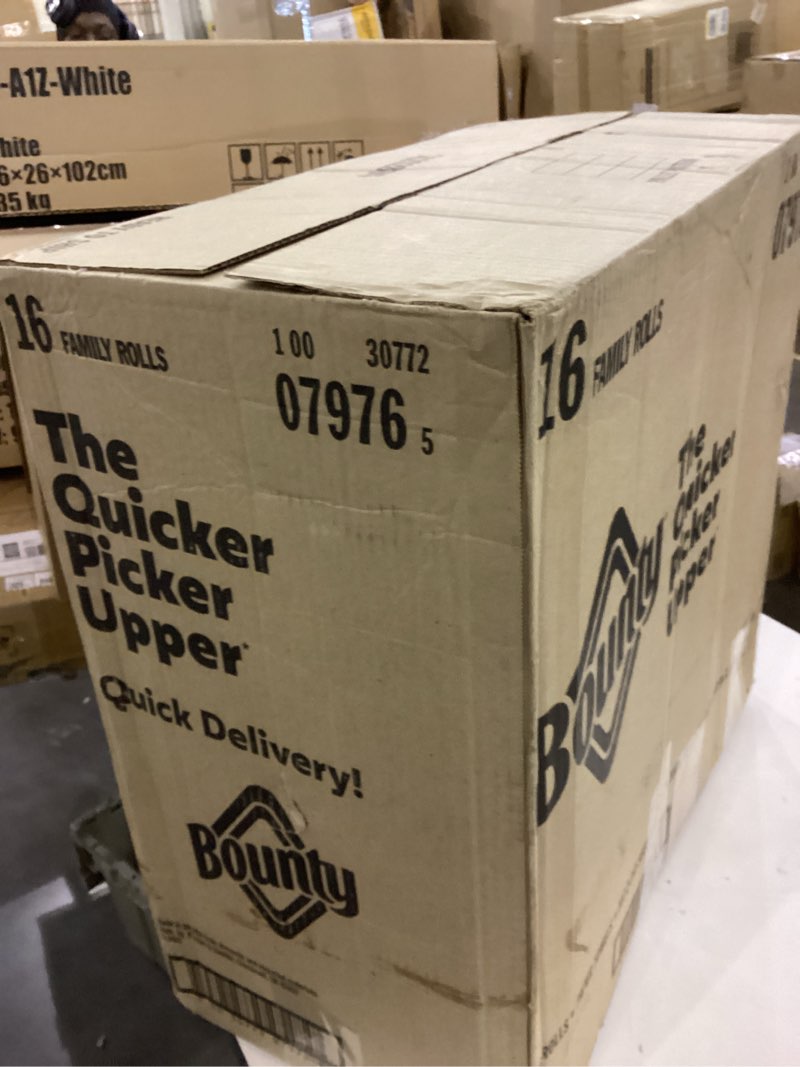 -A1Z-White
hite
6×26×102cm
35 kg
16 FAMILY ROLLS
1 00 30772
07976 5
The
Quicker
Picker
Upper
Quick Delivery!
Bounty
16 FAMILY ROLLS
The
Quicker
Picker
Upper
Bounty